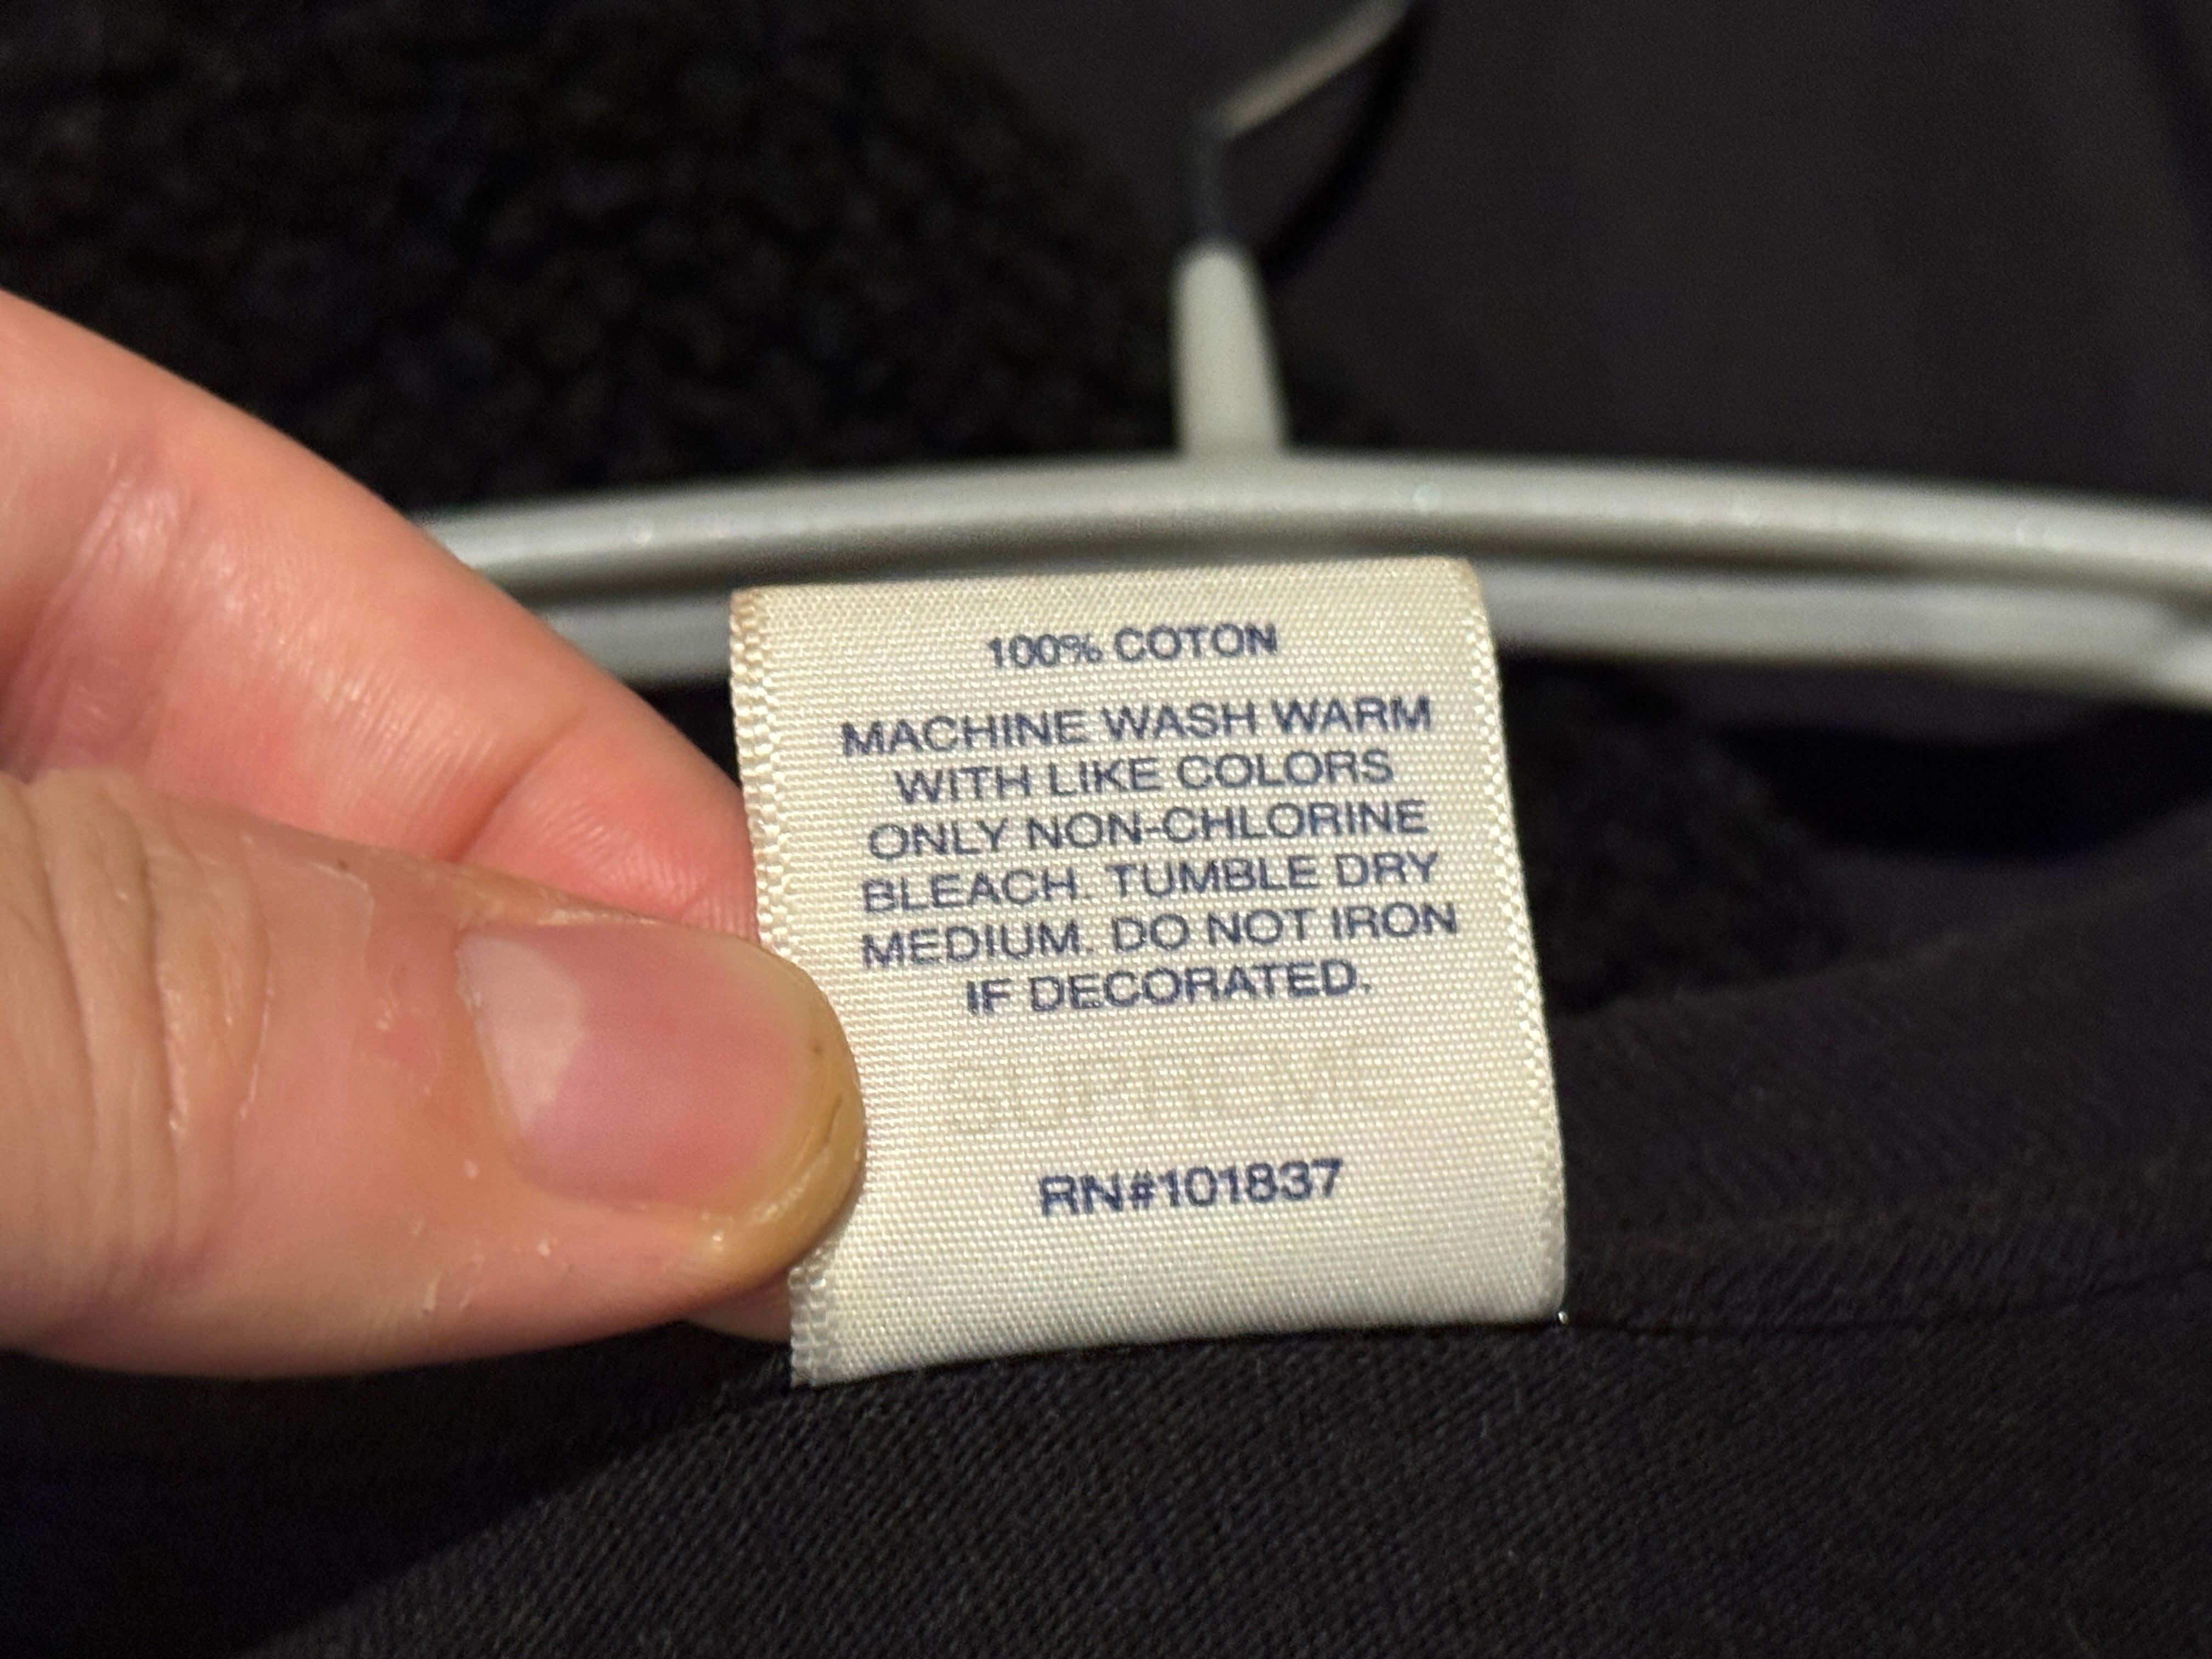 100% COTON
MACHINE WASH WARM
WITH LIKE COLORS
ONLY NON-CHLORINE
BLEACH. TUMBLE DRY
MEDIUM. DO NOT IRON
IF DECORATED.
RN#101837